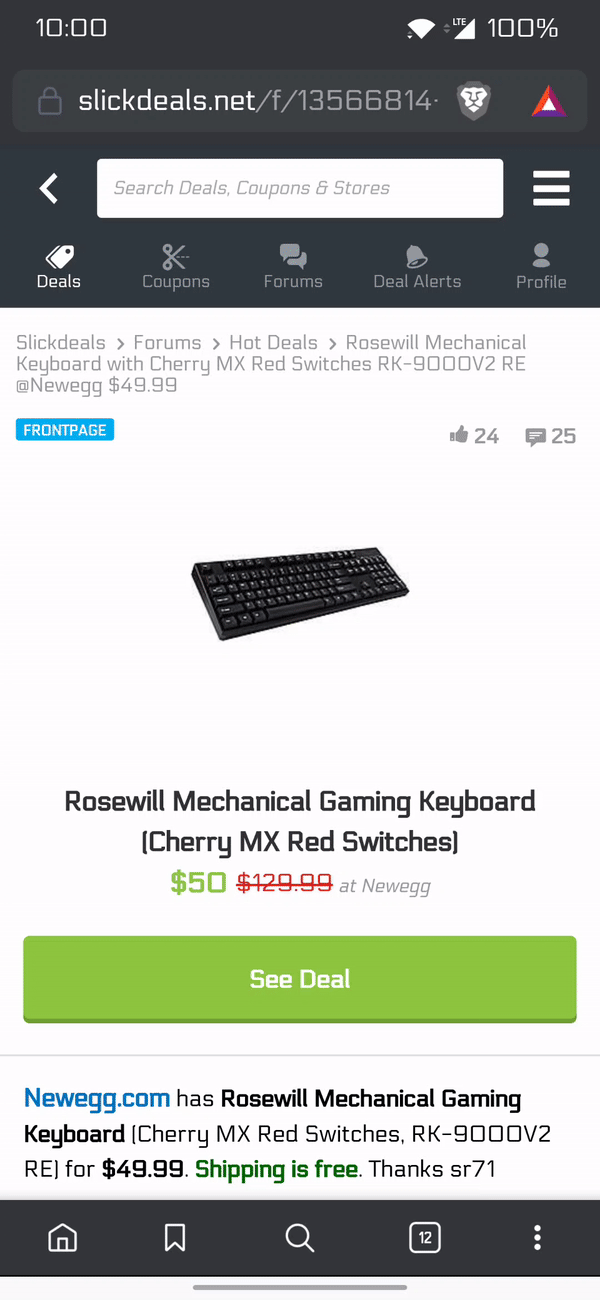 10:00 LTE 100%
slickdeals.net/f/13566814-
Search Deals, Coupons & Stores
Deals Coupons Forums Deal Alerts Profile
Slickdeals > Forums > Hot Deals > Rosewill Mechanical
Keyboard with Cherry MX Red Switches RK-9000V2 RE
@Newegg $49.99
FRONTPAGE 24 25
Rosewill Mechanical Gaming Keyboard
(Cherry MX Red Switches)
$50 $129.99 at Newegg
See Deal
Newegg.com has Rosewill Mechanical Gaming
Keyboard (Cherry MX Red Switches, RK-9000V2
RE) for $49.99. Shipping is free. Thanks sr71
12